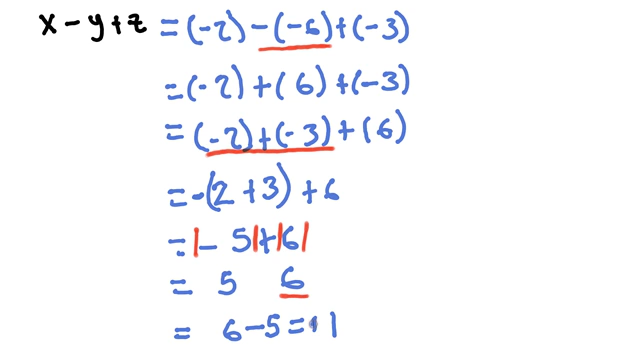 x - y + z = (-2) - (-6) + (-3)
= (-2) + (6) + (-3)
= (-2) + (-3) + (6)
= -(2 + 3) + 6
= |- 5| + |6|
= 5 6
= 6 - 5 = +1